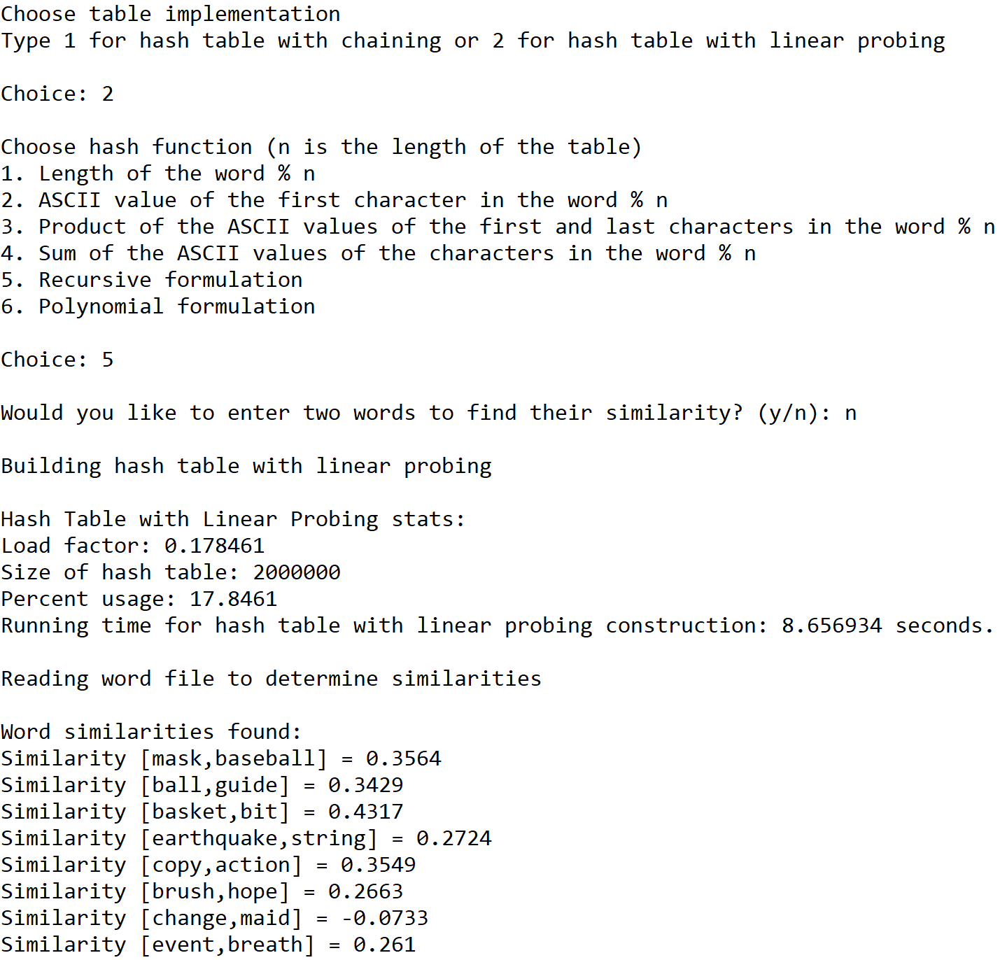 Choose table implementation
Type 1 for hash table with chaining or 2 for hash table with linear probing
Choice: 2
Choose hash function (n is the length of the table)
1. Length of the word % n
2. ASCII value of the first character in the word % n
3. Product of the ASCII values of the first and last characters in the word % n
4. Sum of the ASCII values of the characters in the word % n
5. Recursive formulation
6. Polynomial formulation
Choice: 5
Would you like to enter two words to find their similarity? (y/n): n
Building hash table with linear probing
Hash Table with Linear Probing stats:
Load factor: 0.178461
Size of hash table: 2000000
Percent usage: 17.8461
Running time for hash table with linear probing construction: 8.656934 seconds.
Reading word file to determine similarities
Word similarities found:
Similarity [mask,baseball] = 0.3564
Similarity [ball,guide] = 0.3429
Similarity [basket,bit] = 0.4317
Similarity [earthquake,string] = 0.2724
Similarity [copy,action] = 0.3549
Similarity [brush,hope] = 0.2663
Similarity [change,maid] = -0.0733
Similarity [event,breath] = 0.261